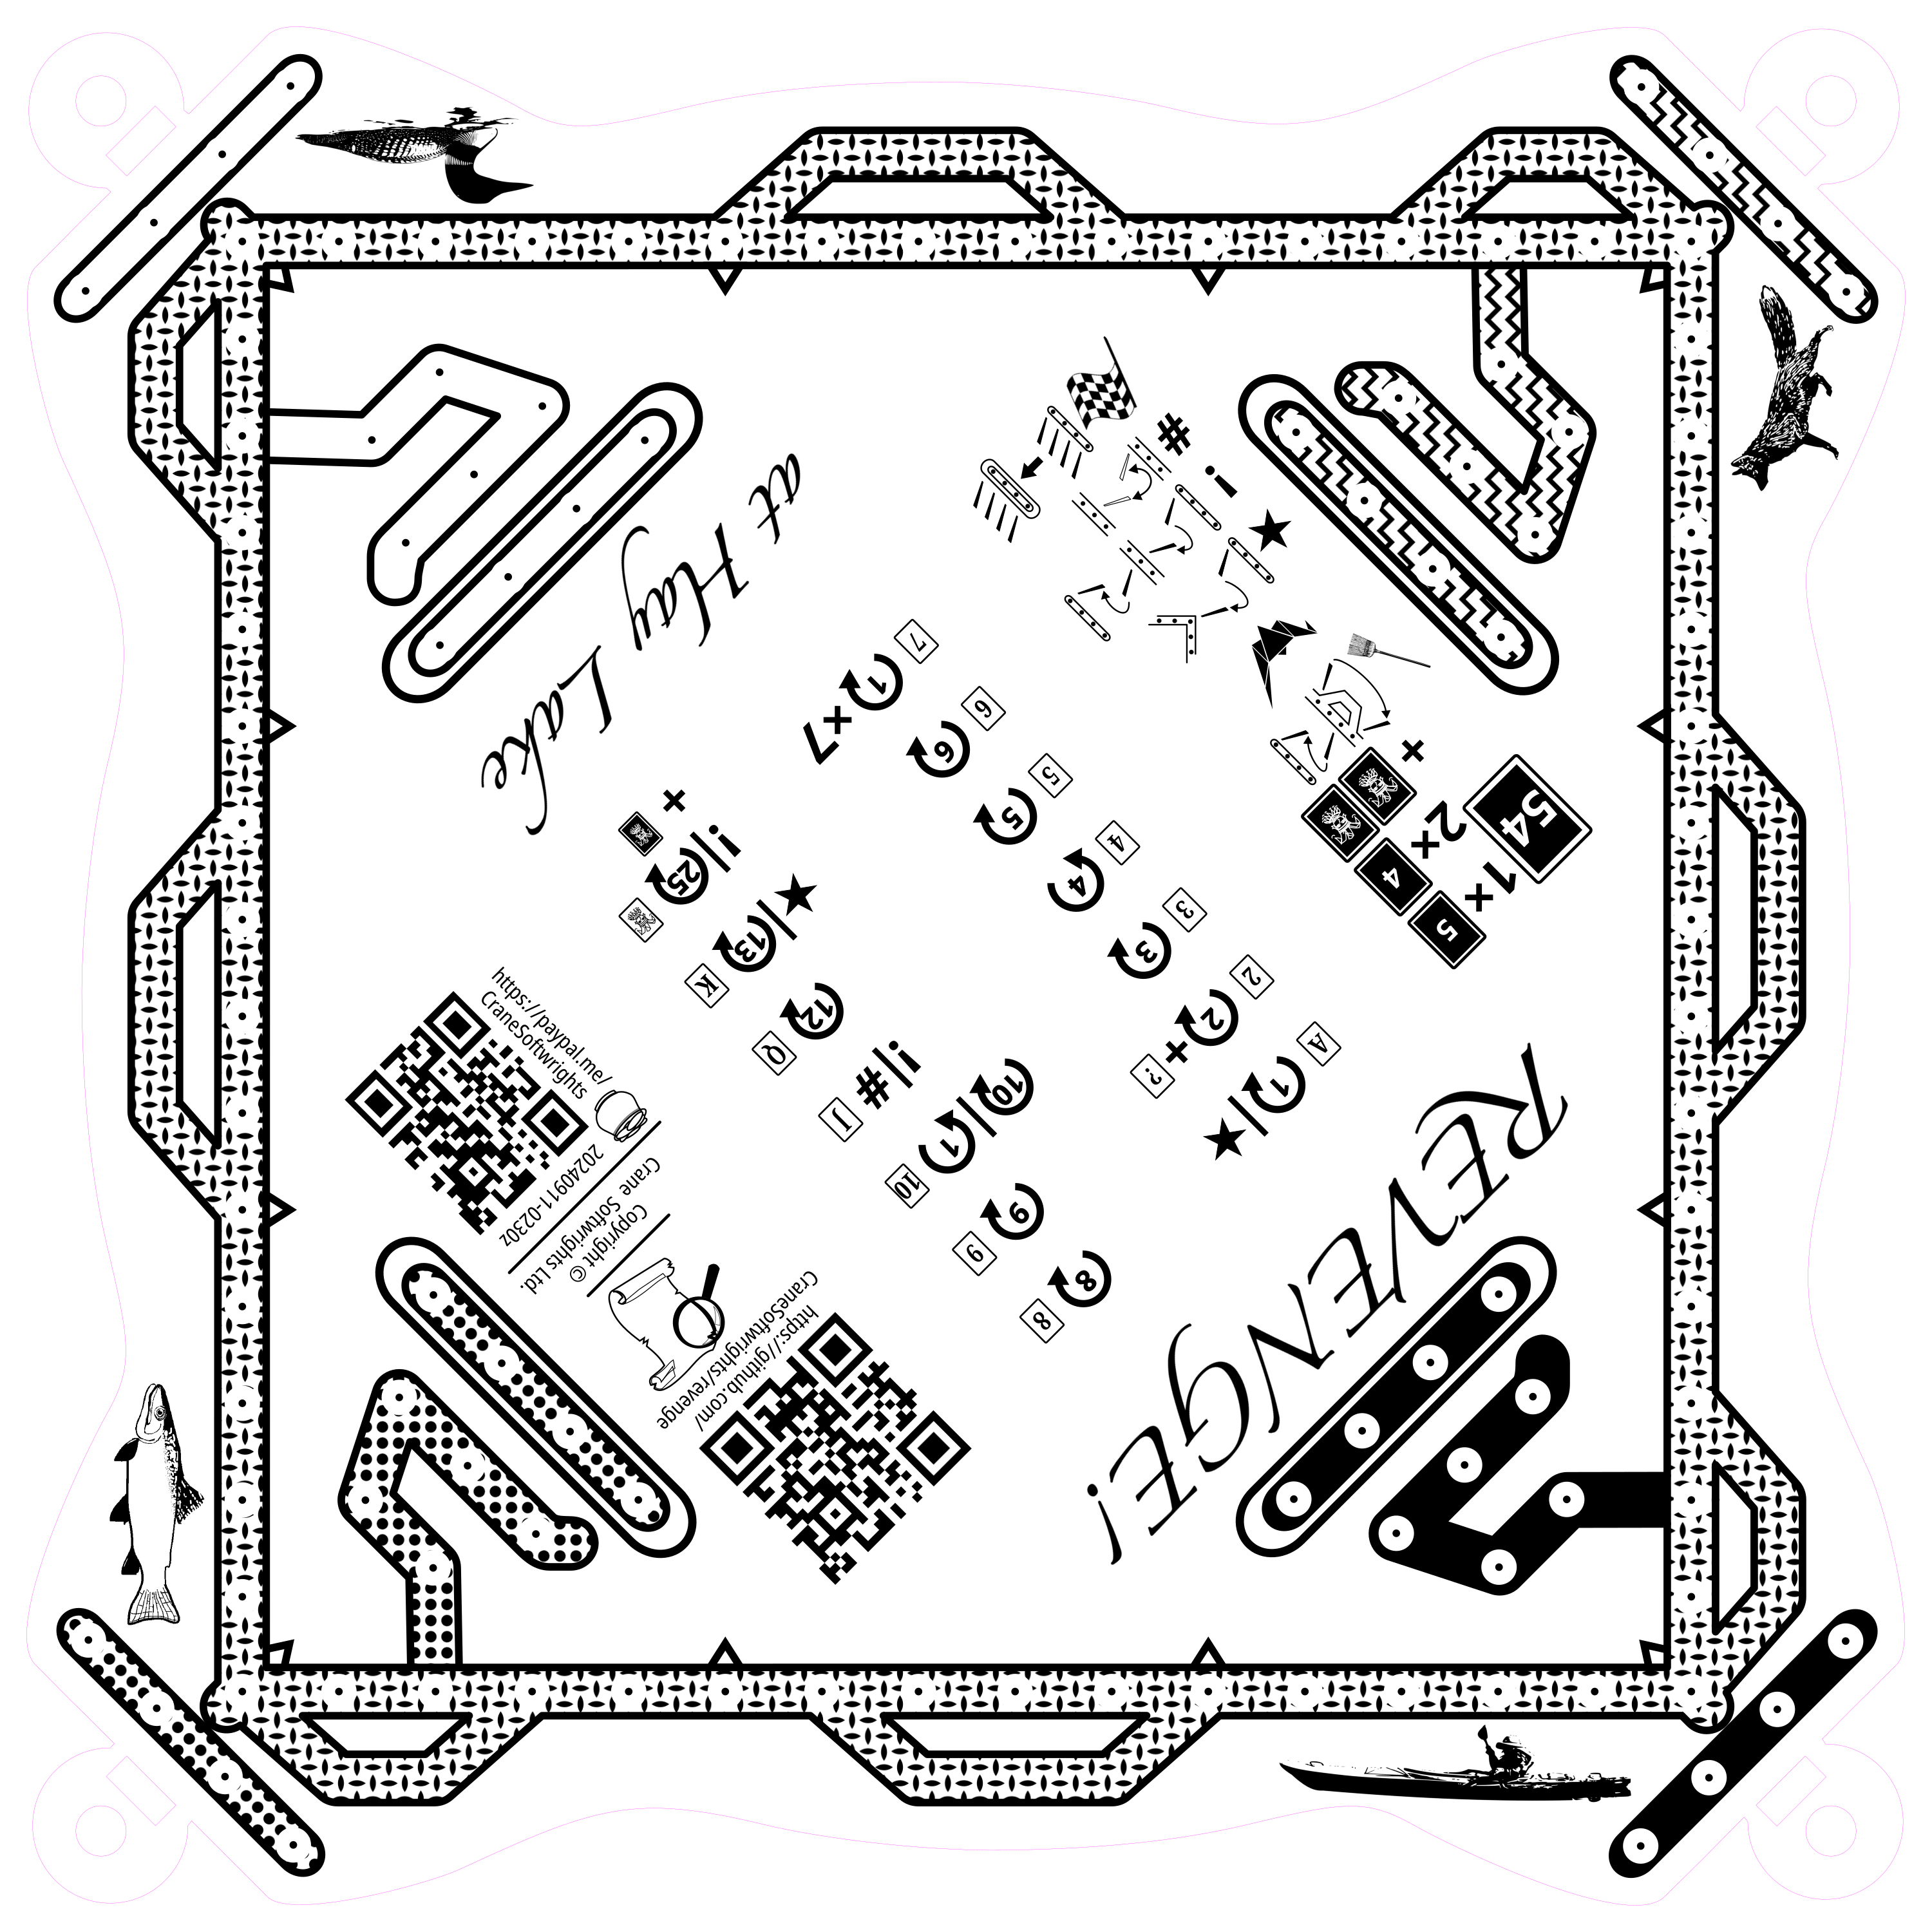 REVENGE!
at Hay Lake
54
1×
2×
5
4
+
A 1 || ★
2 2 + ?
3 3
4 4
5 5
6 6
7 1 ×7
8 8
9 9
10 1 || 10
J # || !
Q 12
K 13 || ★
25 || !
+
★
!
#
https://github.com/
CraneSoftwrights/revenge
Copyright ©
Crane Softwrights Ltd.
20240911-0230z
https://paypal.me/
CraneSoftwrights